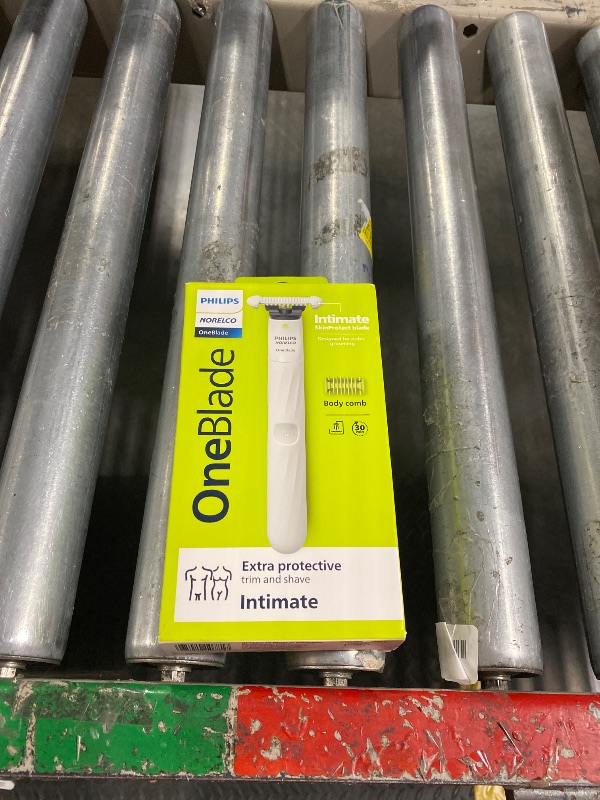 PHILIPS
NORELCO
OneBlade
OneBlade
PHILIPS
NORELCO
OneBlade
Intimate
SkinProtect blade
Designed for pubic
grooming
Body comb
30
Extra protective
trim and shave
Intimate